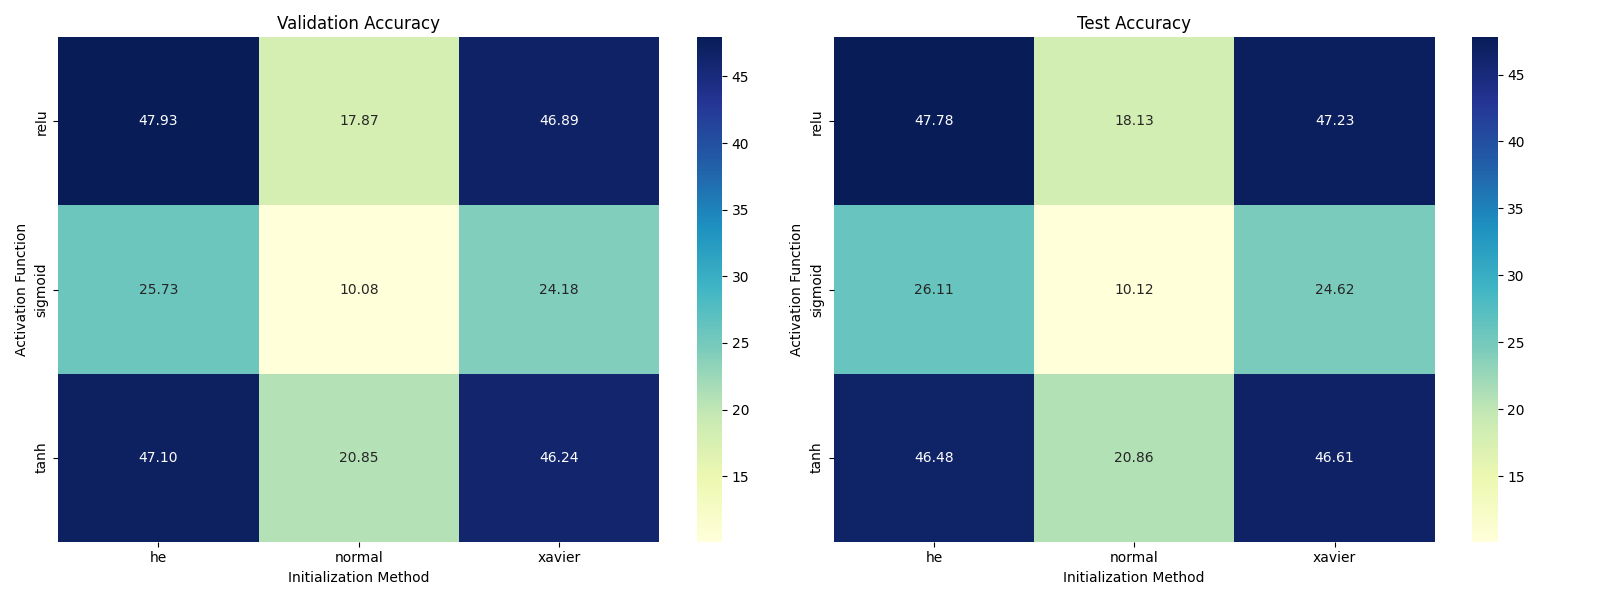 Validation Accuracy
Activation Function
relu
sigmoid
tanh
47.93 17.87 46.89
25.73 10.08 24.18
47.10 20.85 46.24
he normal xavier
Initialization Method
45
40
35
30
25
20
15
Test Accuracy
Activation Function
relu
sigmoid
tanh
47.78 18.13 47.23
26.11 10.12 24.62
46.48 20.86 46.61
he normal xavier
Initialization Method
45
40
35
30
25
20
15